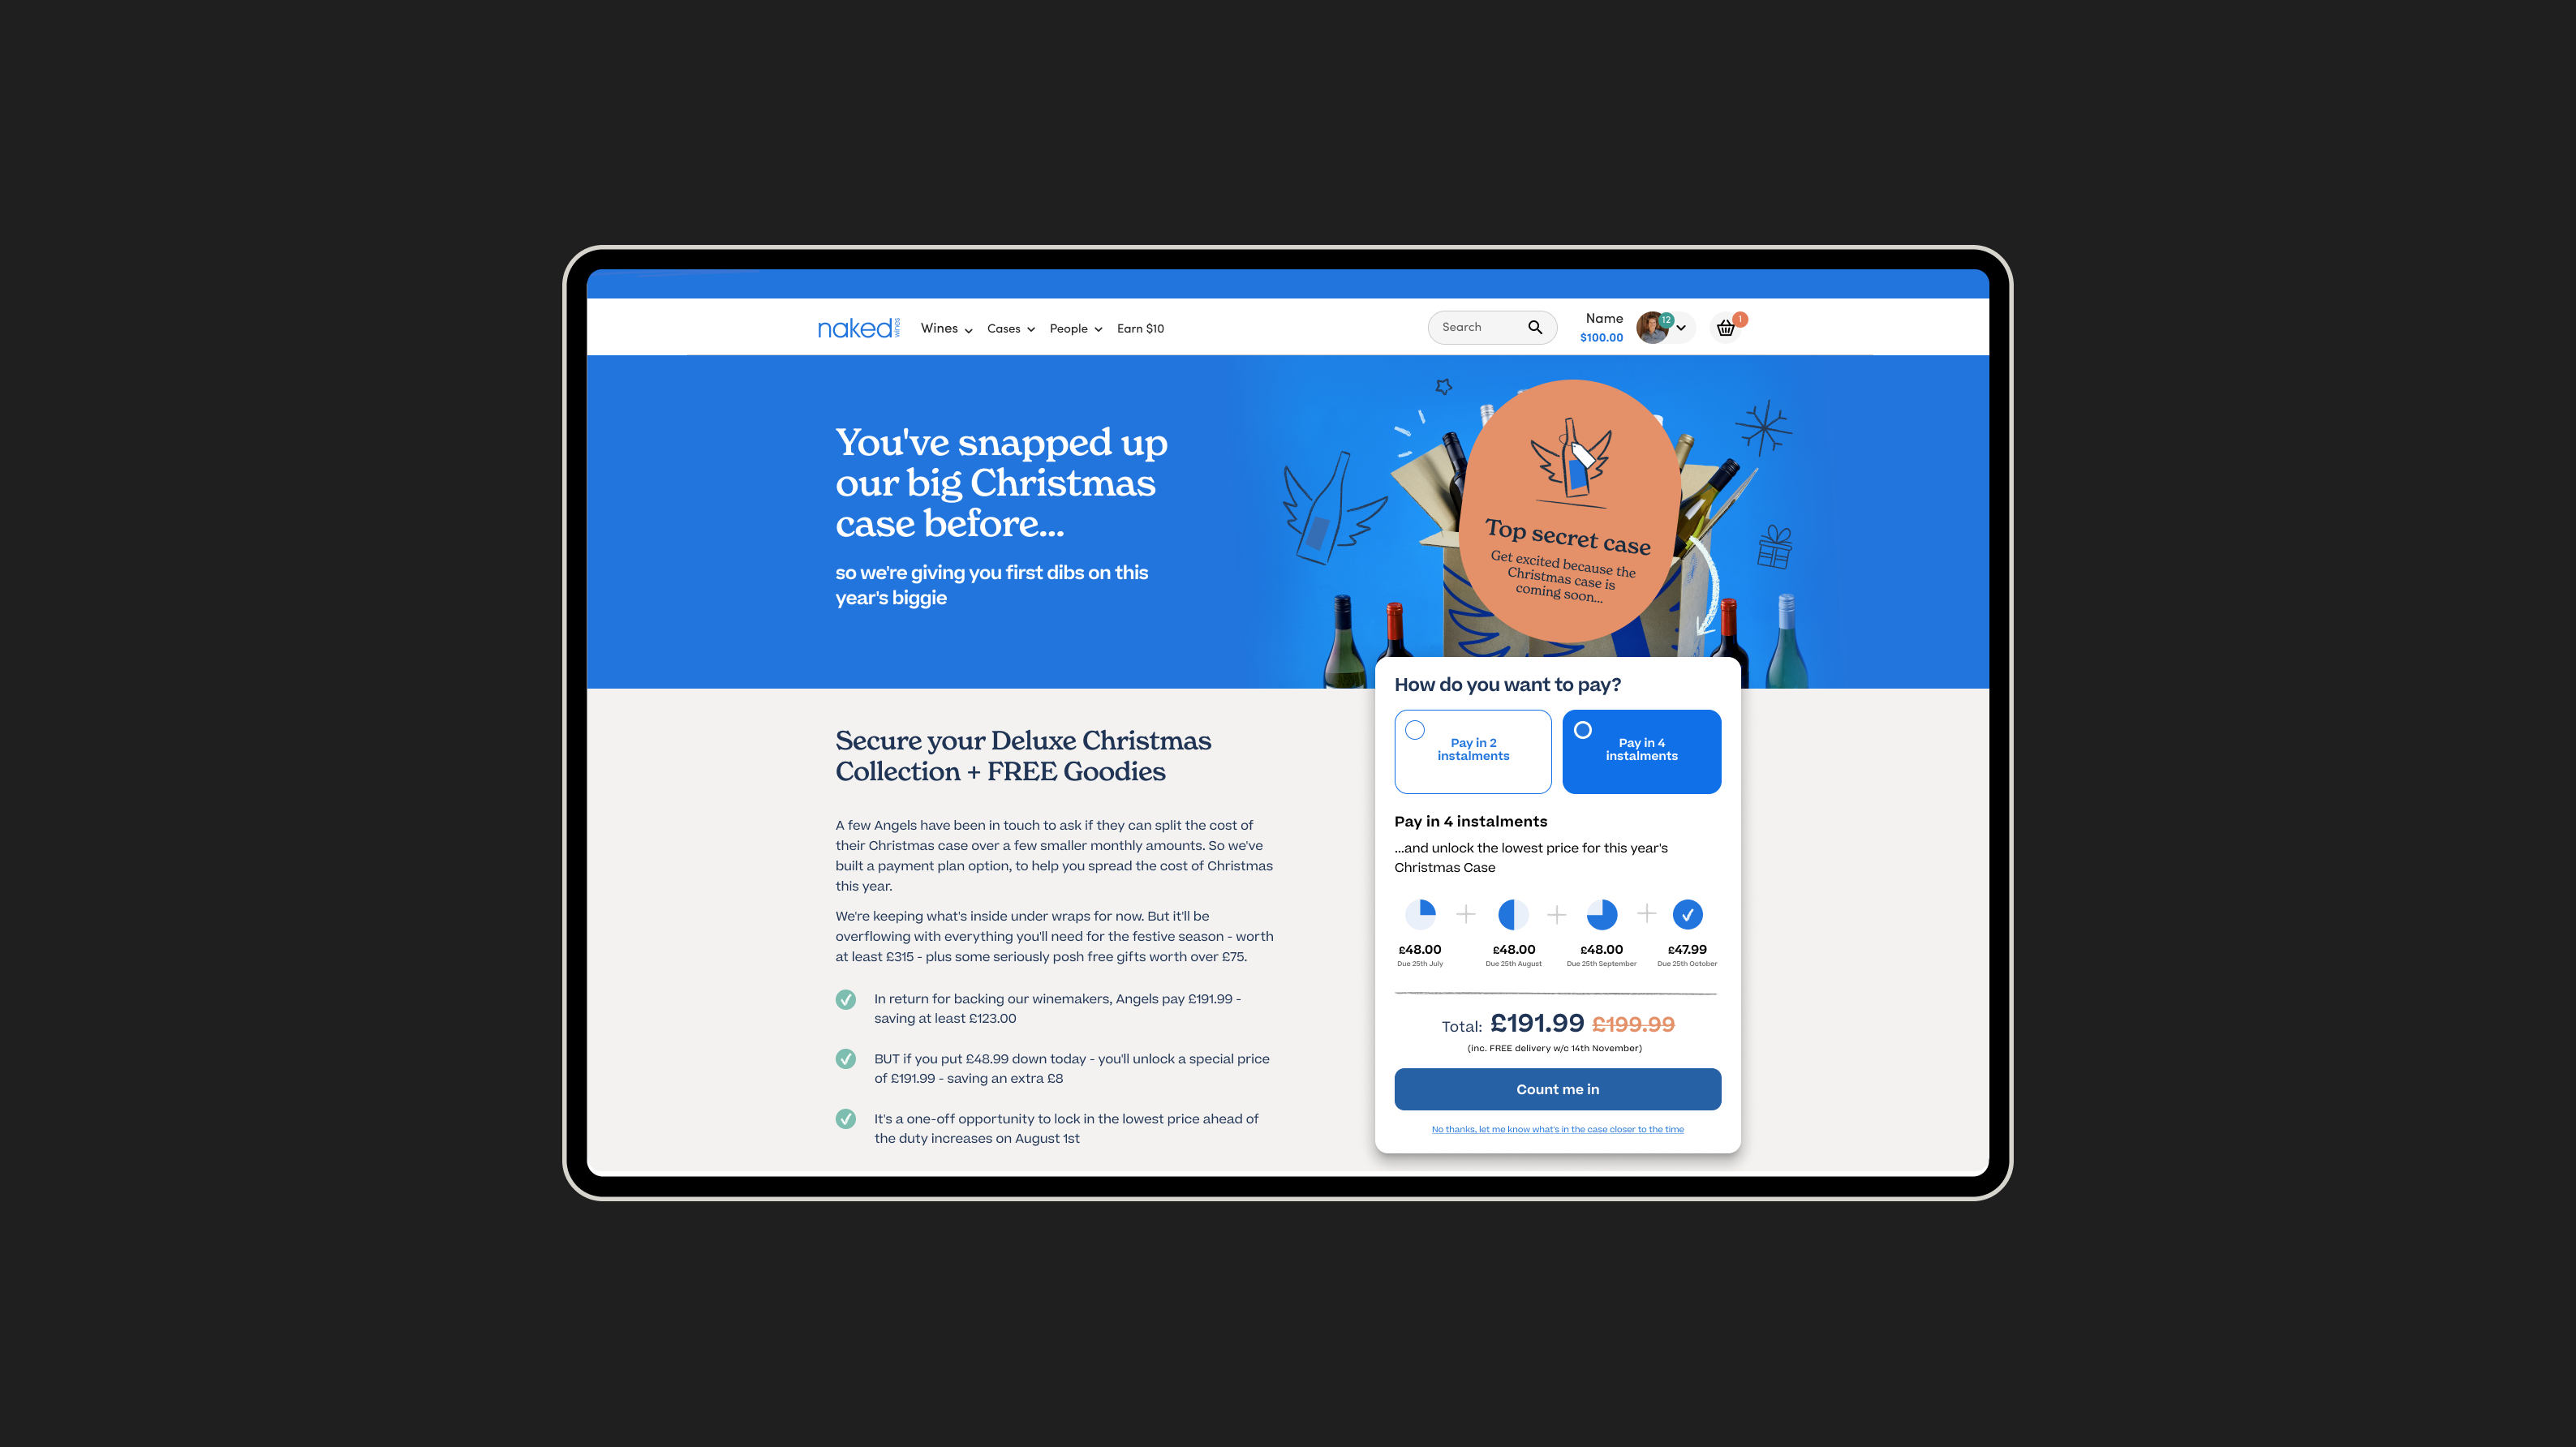 naked wines
Wines
Cases
People
Earn $10
Search
Name
$100.00
12
1
You've snapped up
our big Christmas
case before...
so we're giving you first dibs on this
year's biggie
Top secret case
Get excited because the
Christmas case is
coming soon...
Secure your Deluxe Christmas
Collection + FREE Goodies
A few Angels have been in touch to ask if they can split the cost of
their Christmas case over a few smaller monthly amounts. So we've
built a payment plan option, to help you spread the cost of Christmas
this year.
We're keeping what's inside under wraps for now. But it'll be
overflowing with everything you'll need for the festive season - worth
at least £315 - plus some seriously posh free gifts worth over £75.
In return for backing our winemakers, Angels pay £191.99 -
saving at least £123.00
BUT if you put £48.99 down today - you'll unlock a special price
of £191.99 - saving an extra £8
It's a one-off opportunity to lock in the lowest price ahead of
the duty increases on August 1st
How do you want to pay?
Pay in 2
instalments
Pay in 4
instalments
Pay in 4 instalments
...and unlock the lowest price for this year's
Christmas Case
£48.00
Due 25th July
£48.00
Due 25th August
£48.00
Due 25th September
£47.99
Due 25th October
Total: £191.99 £199.99
(inc. FREE delivery w/c 14th November)
Count me in
No thanks, let me know what's in the case closer to the time